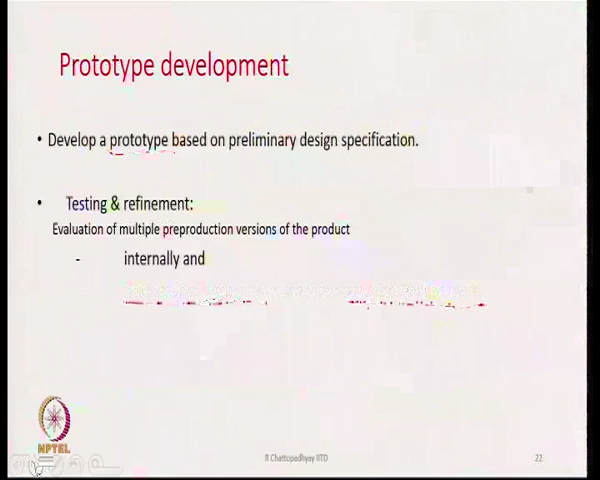 Prototype development
• Develop a prototype based on preliminary design specification.
• Testing & refinement:
Evaluation of multiple preproduction versions of the product
- internally and
NPTEL
R Chattopadhyay IITD
22